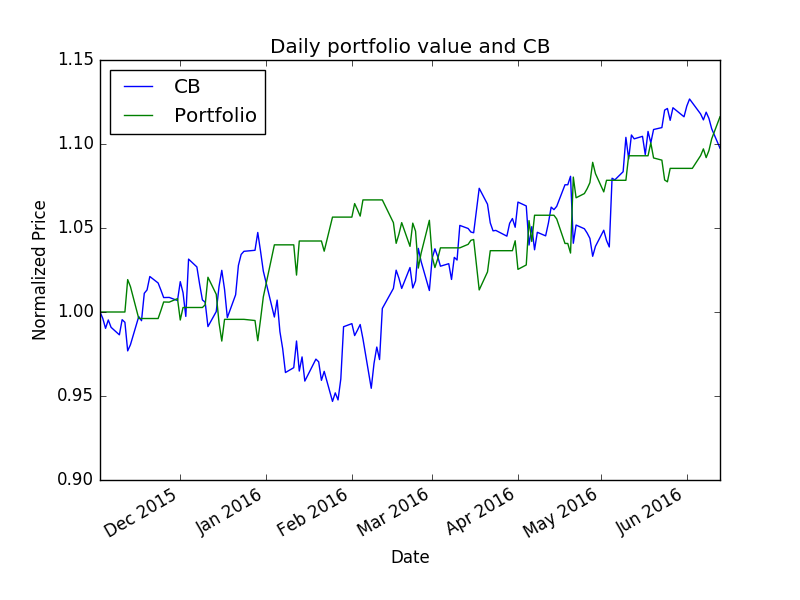 Daily portfolio value and CB
1.15
1.10
1.05
1.00
0.95
0.90
Normalized Price
CB
Portfolio
Dec 2015
Jan 2016
Feb 2016
Mar 2016
Apr 2016
May 2016
Jun 2016
Date